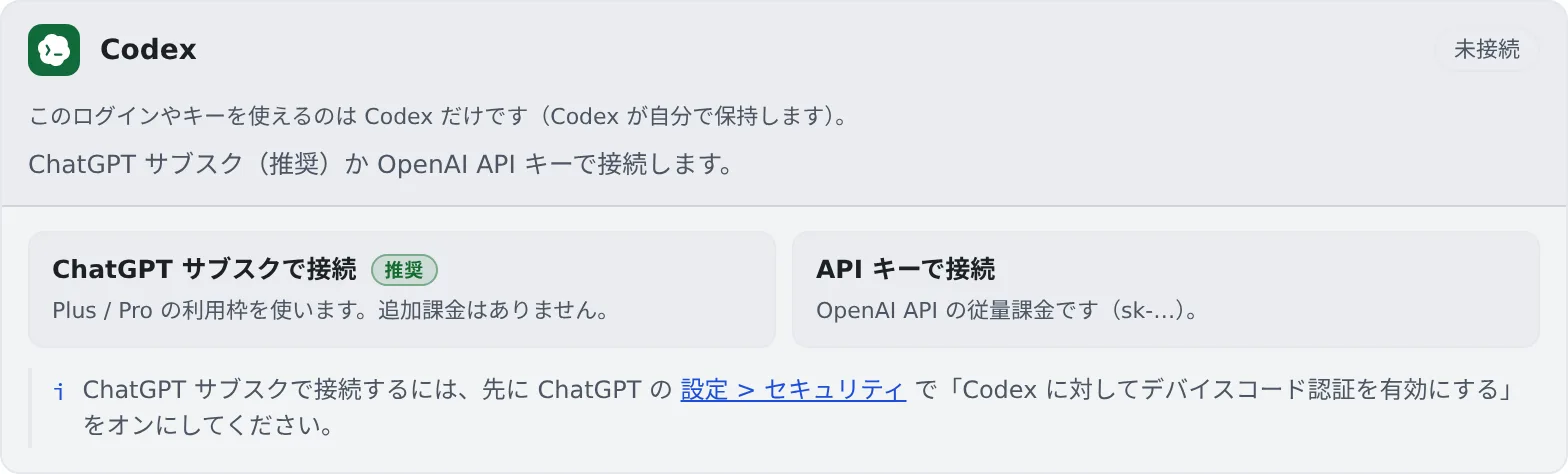 Codex
未接続
このログインやキーを使えるのは Codex だけです（Codex が自分で保持します）。
ChatGPT サブスク（推奨）か OpenAI API キーで接続します。
ChatGPT サブスクで接続 推奨
Plus / Pro の利用枠を使います。追加課金はありません。
API キーで接続
OpenAI API の従量課金です（sk-...）。
i ChatGPT サブスクで接続するには、先に ChatGPT の 設定 > セキュリティ で「Codex に対してデバイスコード認証を有効にする」
をオンにしてください。